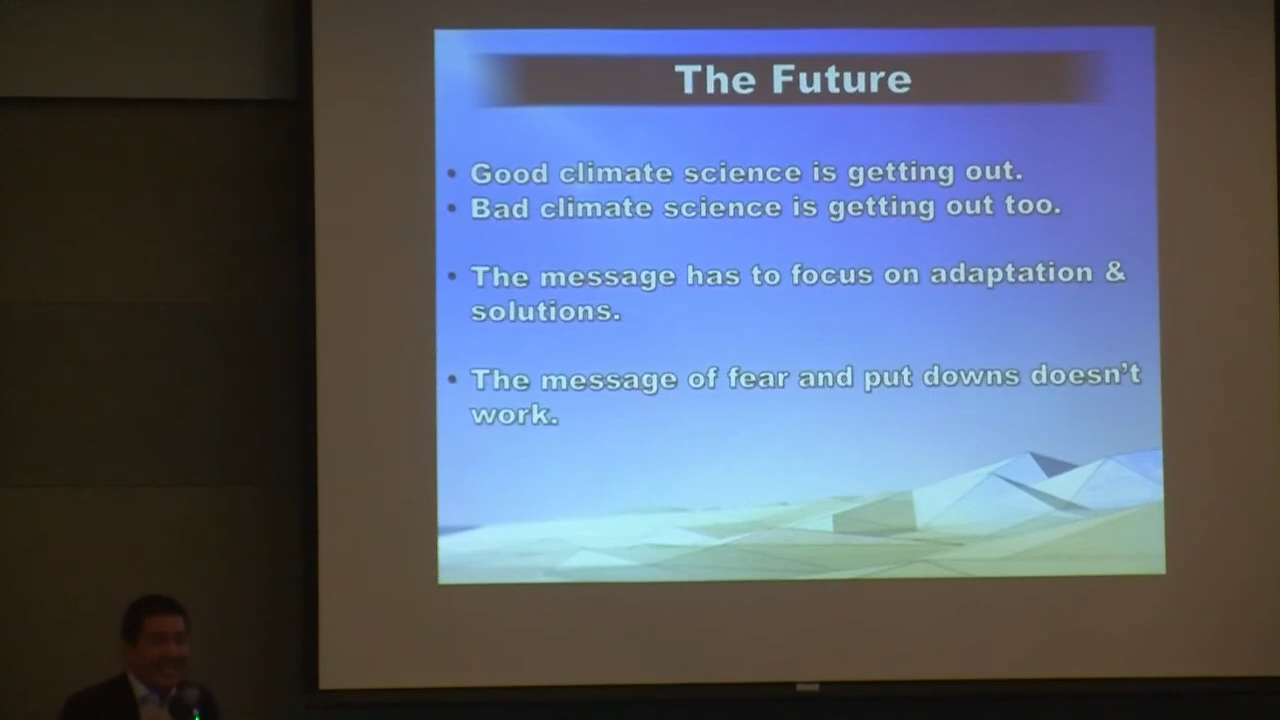 The Future
• Good climate science is getting out.
• Bad climate science is getting out too.
• The message has to focus on adaptation &
solutions.
• The message of fear and put downs doesn't
work.